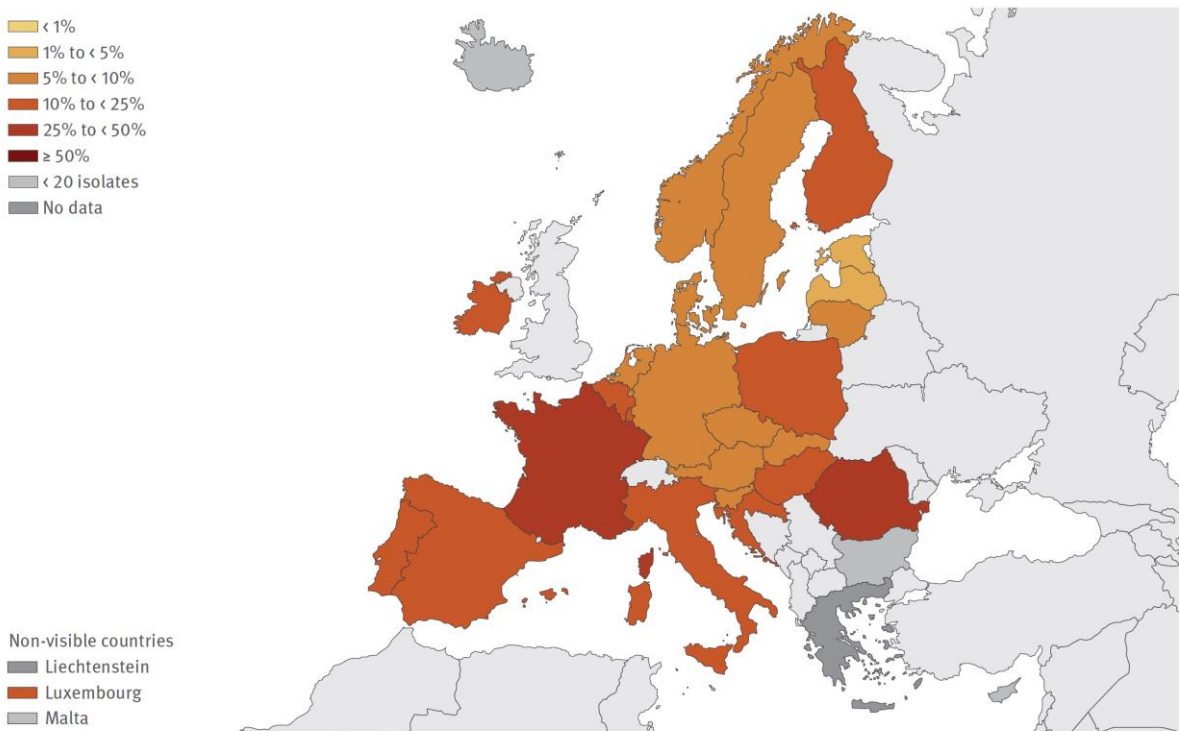 < 1%
1% to < 5%
5% to < 10%
10% to < 25%
25% to < 50%
≥ 50%
< 20 isolates
No data
Non-visible countries
Liechtenstein
Luxembourg
Malta